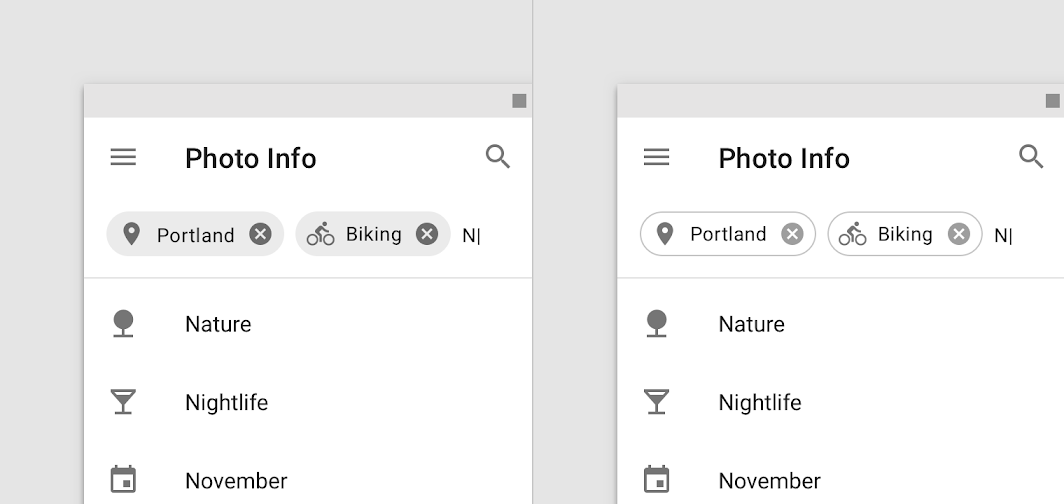 Photo Info
Portland Biking N|
Nature
Nightlife
November
Photo Info
Portland Biking N|
Nature
Nightlife
November